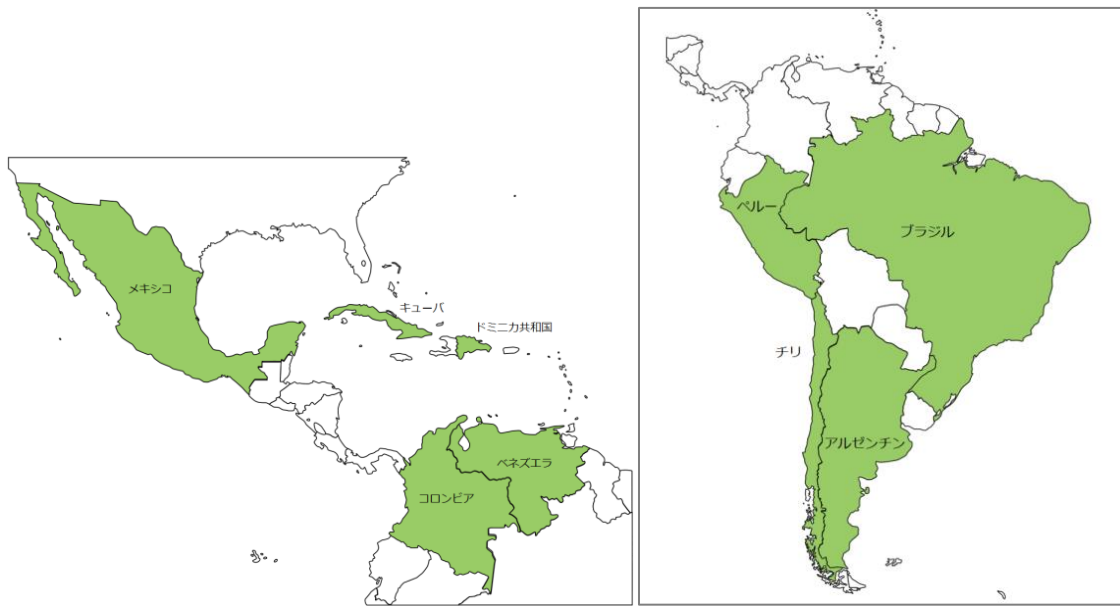 メキシコ
キューバ
ドミニカ共和国
ベネズエラ
コロンビア
ペルー
ブラジル
チリ
アルゼンチン